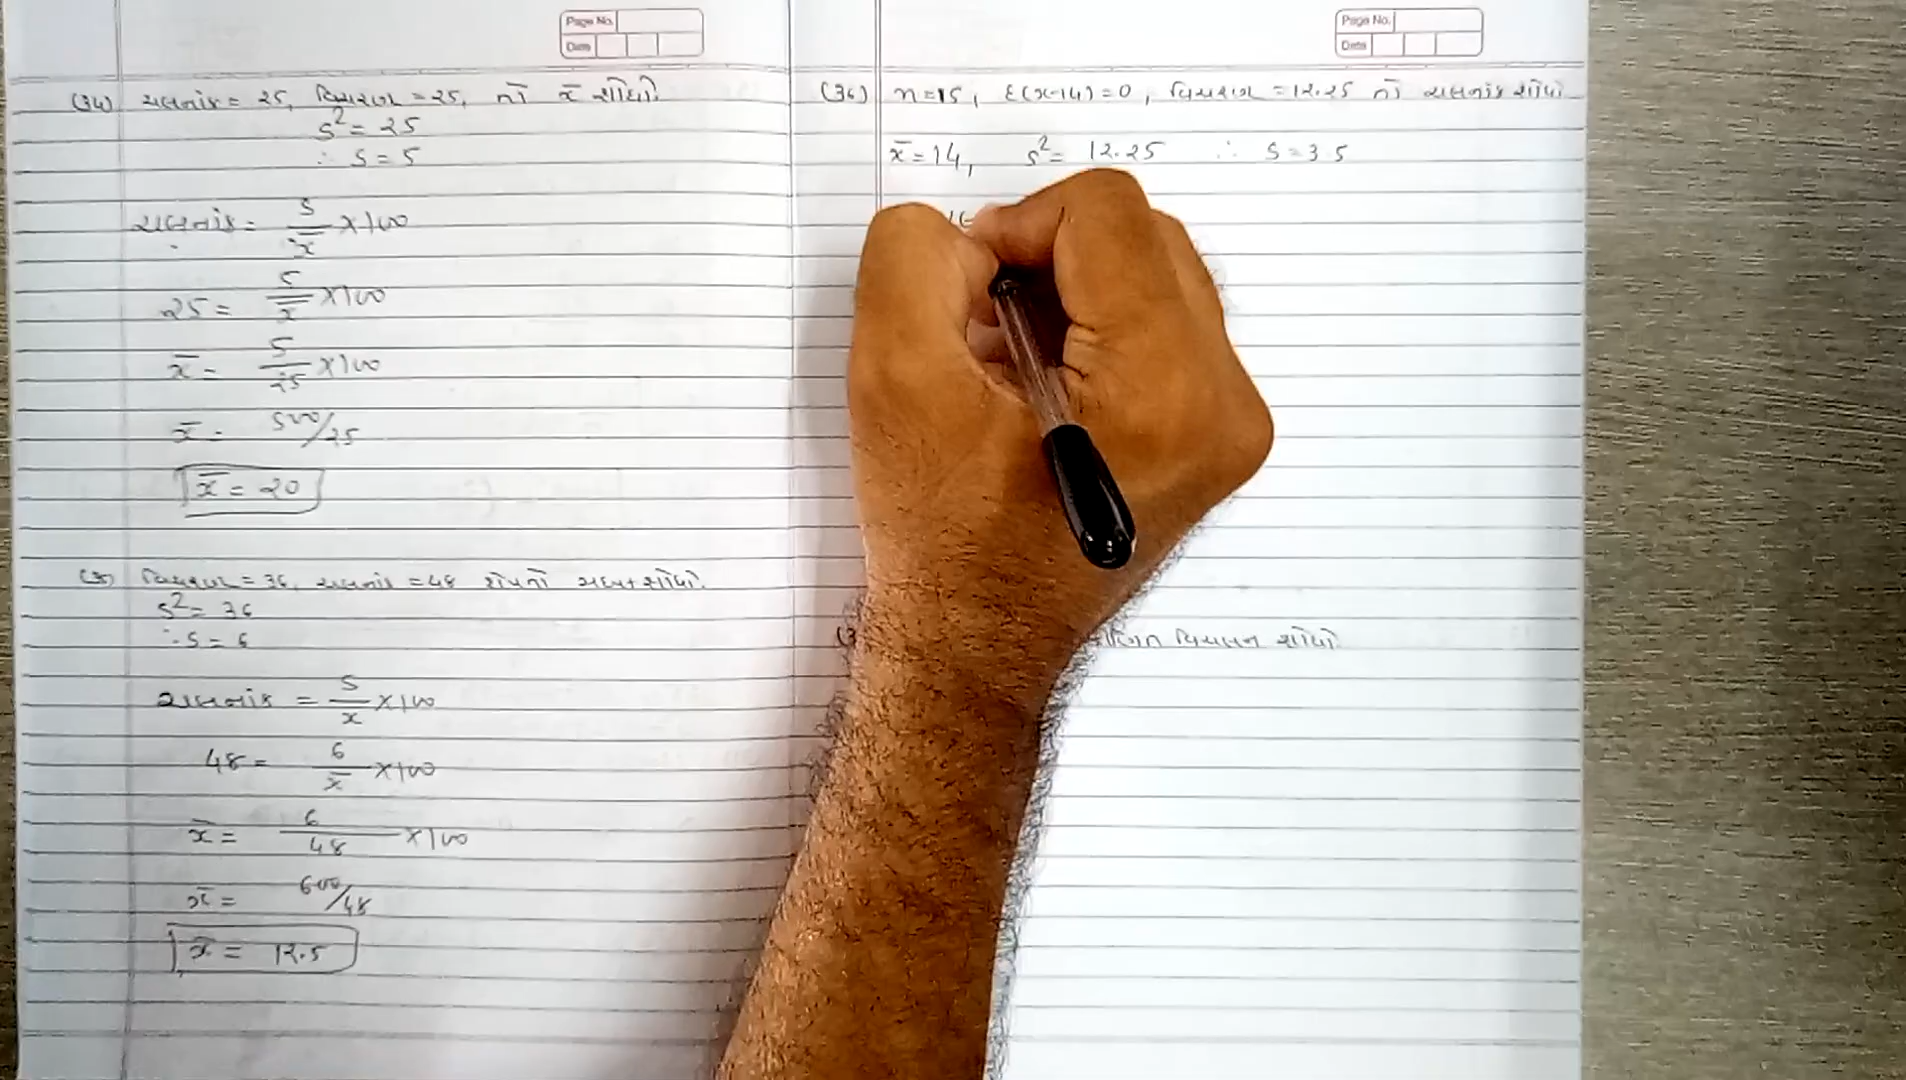 Page No.
Date
(34) ચલનાંક = 25, વિચરણ = 25, તો x̄ શોધો.
s² = 25
∴ s = 5
ચલનાંક = s/x̄ × 100
25 = 5/x̄ × 100
x̄ = 5/25 × 100
x̄ = 500/25
x̄ = 20
વિચરણ = 36, ચલનાંક = 48 હોય તો મધ્યક શોધો.
s² = 36
∴ s = 6
ચલનાંક = s/x̄ × 100
48 = 6/x̄ × 100
x̄ = 6/48 × 100
x̄ = 600/48
x̄ = 12.5
Page No.
Date
(36) n = 15, Σ(x-14) = 0, વિચરણ = 12.25 તો ચલનાંક શોધો
x̄ = 14, s² = 12.25 ∴ s = 3.5
વિચલન શોધો.